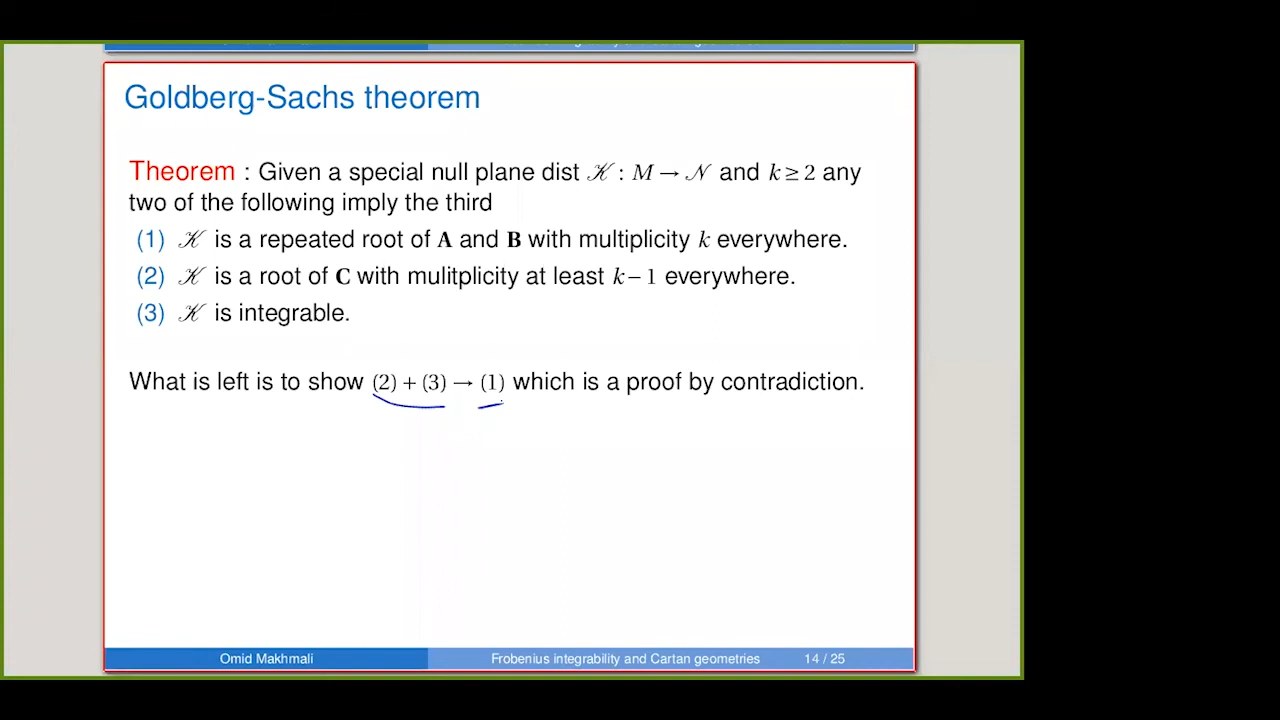 Goldberg-Sachs theorem
Theorem : Given a special null plane dist 𝒦 : M → 𝒩 and k ≥ 2 any
two of the following imply the third
(1) 𝒦 is a repeated root of A and B with multiplicity k everywhere.
(2) 𝒦 is a root of C with mulitplicity at least k − 1 everywhere.
(3) 𝒦 is integrable.
What is left is to show (2) + (3) → (1) which is a proof by contradiction.
Omid Makhmali Frobenius integrability and Cartan geometries 14 / 25